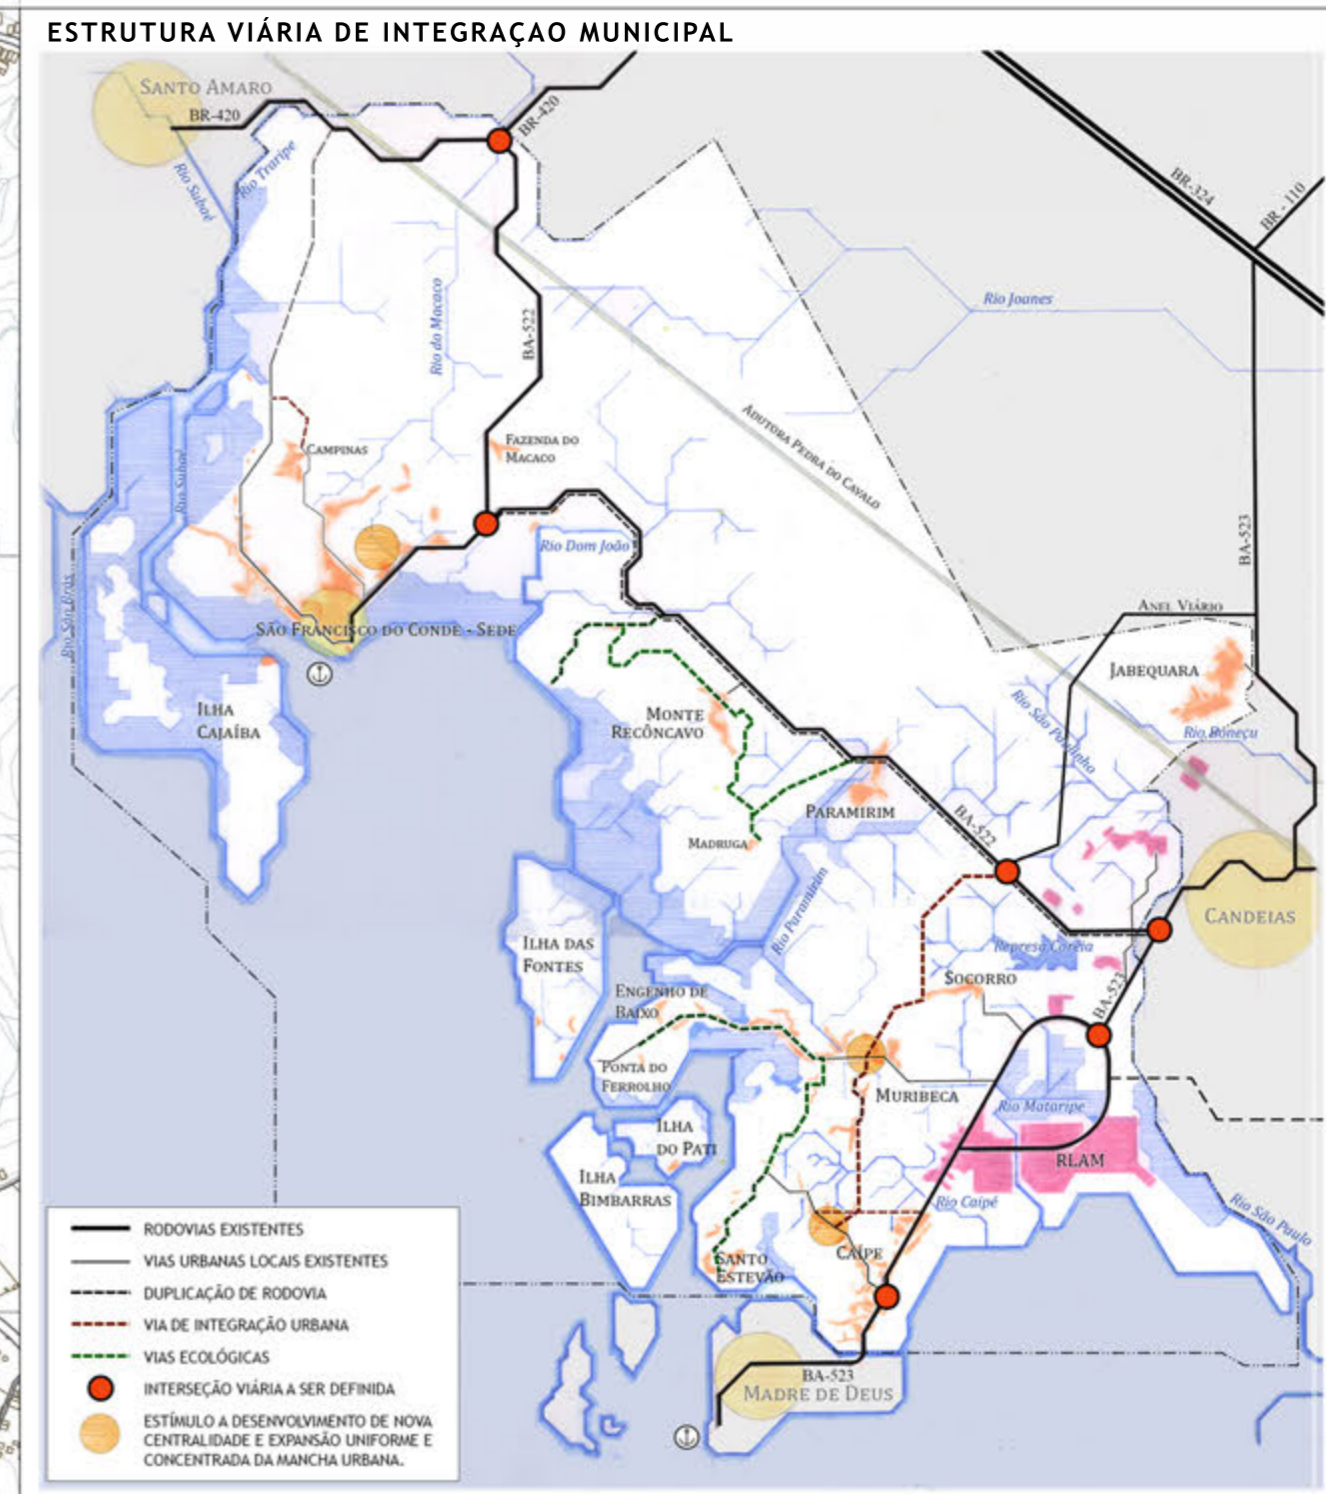 ESTRUTURA VIÁRIA DE INTEGRAÇAO MUNICIPAL
SANTO AMARO
BR-420
BR-420
Rio Subaé
Rio Traripe
BR-324
BR - 110
Rio do Macaco
BA-522
Rio Joanes
ADUTORA PEDRA DO CAVALO
CAMPINAS
FAZENDA DO
MACACO
Rio Subaé
Rio Dom João
BA-523
ANEL VIÁRIO
Rio São Brás
SÃO FRANCISCO DO CONDE - SEDE
JABEQUARA
ILHA
CAJAÍBA
MONTE
RECÔNCAVO
Rio São Paulinho
Rio Boneçu
PARAMIRIM
BA-522
MADRUGA
Rio Paramirim
CANDEIAS
ILHA DAS
FONTES
Represa Coréia
SOCORRO
BA-523
ENGENHO DE
BAIXO
PONTA DO
FERROLHO
MURIBECA
Rio Mataripe
ILHA
DO PATI
RLAM
ILHA
BIMBARRAS
Rio Caipé
Rio São Paulo
SANTO
ESTEVÃO
CAÍPE
BA-523
MADRE DE DEUS
RODOVIAS EXISTENTES
VIAS URBANAS LOCAIS EXISTENTES
DUPLICAÇÃO DE RODOVIA
VIA DE INTEGRAÇÃO URBANA
VIAS ECOLÓGICAS
INTERSEÇÃO VIÁRIA A SER DEFINIDA
ESTÍMULO A DESENVOLVIMENTO DE NOVA
CENTRALIDADE E EXPANSÃO UNIFORME E
CONCENTRADA DA MANCHA URBANA.